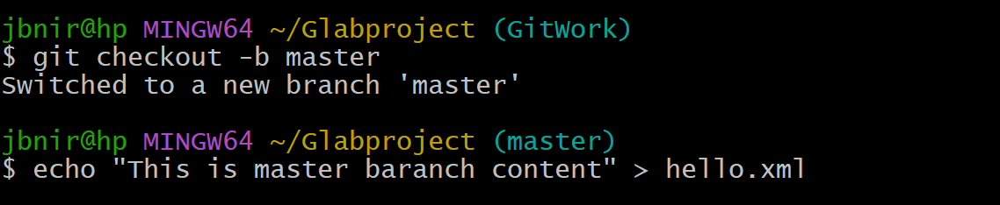 jbnir@hp MINGW64 ~/Glabproject (GitWork)
$ git checkout -b master
Switched to a new branch 'master'
jbnir@hp MINGW64 ~/Glabproject (master)
$ echo "This is master baranch content" > hello.xml